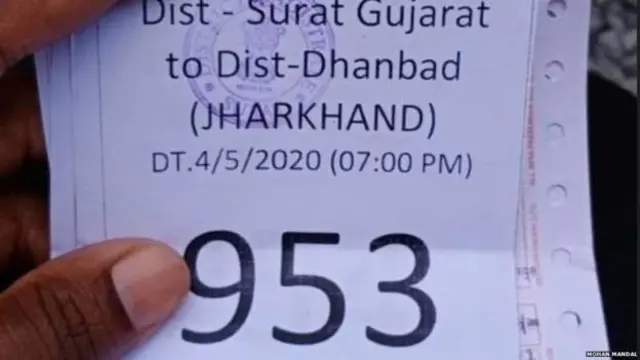 Dist - Surat Gujarat
to Dist-Dhanbad
(JHARKHAND)
DT.4/5/2020 (07:00 PM)
953
MOHAN MANDAL